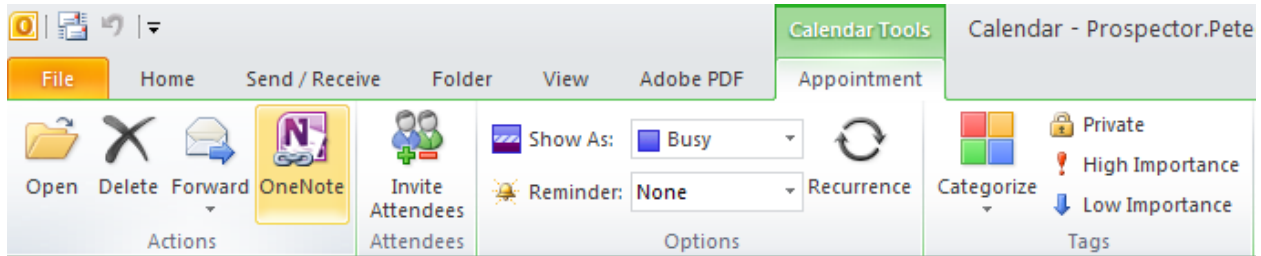 Calendar Tools Calendar - Prospector.Pete
File Home Send / Receive Folder View Adobe PDF Appointment
Open Delete Forward OneNote
Actions
Invite
Attendees
Attendees
Show As: Busy
Reminder: None
Recurrence
Options
Categorize
Private
High Importance
Low Importance
Tags